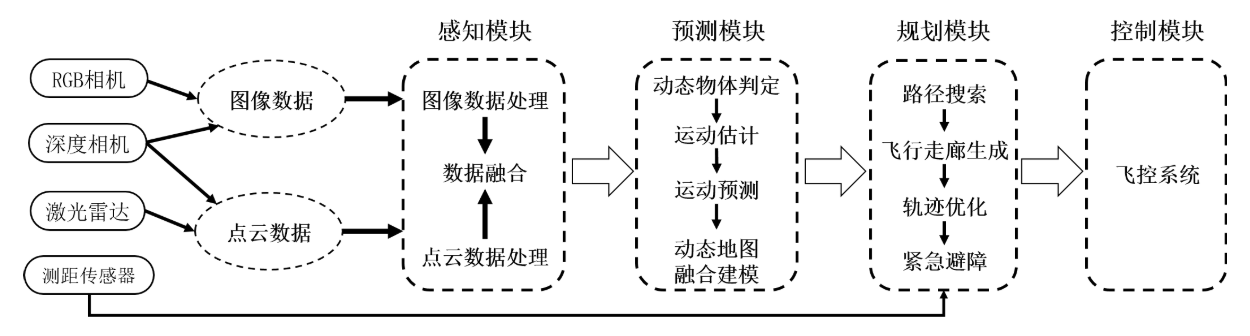 感知模块
预测模块
规划模块
控制模块
RGB相机
深度相机
激光雷达
测距传感器
图像数据
点云数据
图像数据处理
数据融合
点云数据处理
动态物体判定
运动估计
运动预测
动态地图
融合建模
路径搜索
飞行走廊生成
轨迹优化
紧急避障
飞控系统